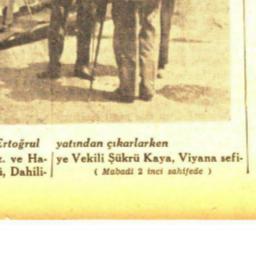 Ertoğrul yatından çıkarlarken
z. ve Ha- ye Vekili Şükrü Kaya, Viyana sefi-
, Dahili- ( Mabadi 2 inci sahifede )